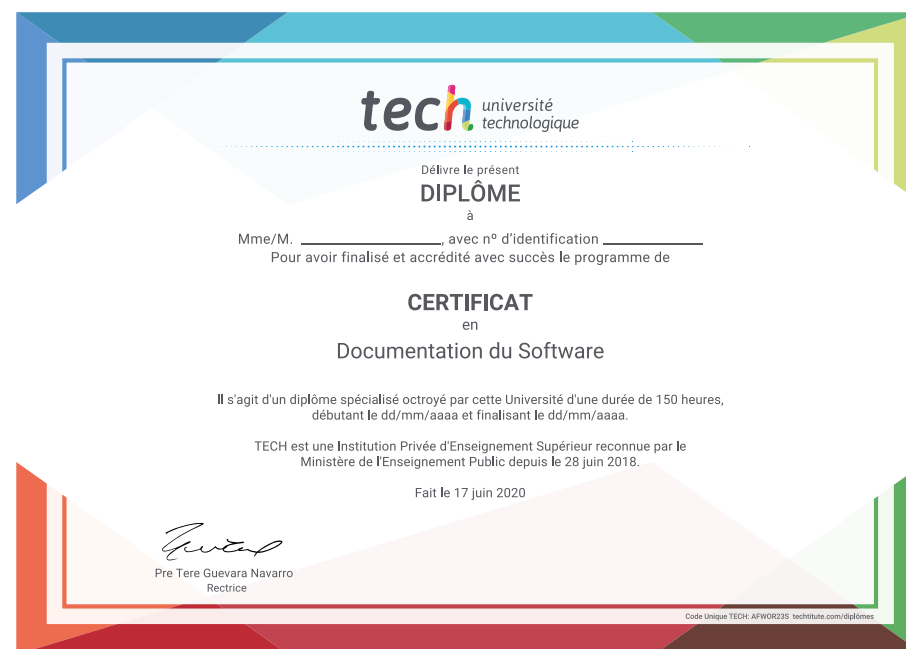 tech université
technologique
Délivre le présent
DIPLÔME
à
Mme/M. ____________________, avec nº d'identification ______________
Pour avoir finalisé et accrédité avec succès le programme de
CERTIFICAT
en
Documentation du Software
Il s'agit d'un diplôme spécialisé octroyé par cette Université d'une durée de 150 heures,
débutant le dd/mm/aaaa et finalisant le dd/mm/aaaa.
TECH est une Institution Privée d'Enseignement Supérieur reconnue par le
Ministère de l'Enseignement Public depuis le 28 juin 2018.
Fait le 17 juin 2020
Pre Tere Guevara Navarro
Rectrice
Code Unique TECH: AFWOR23S techtitute.com/diplômes